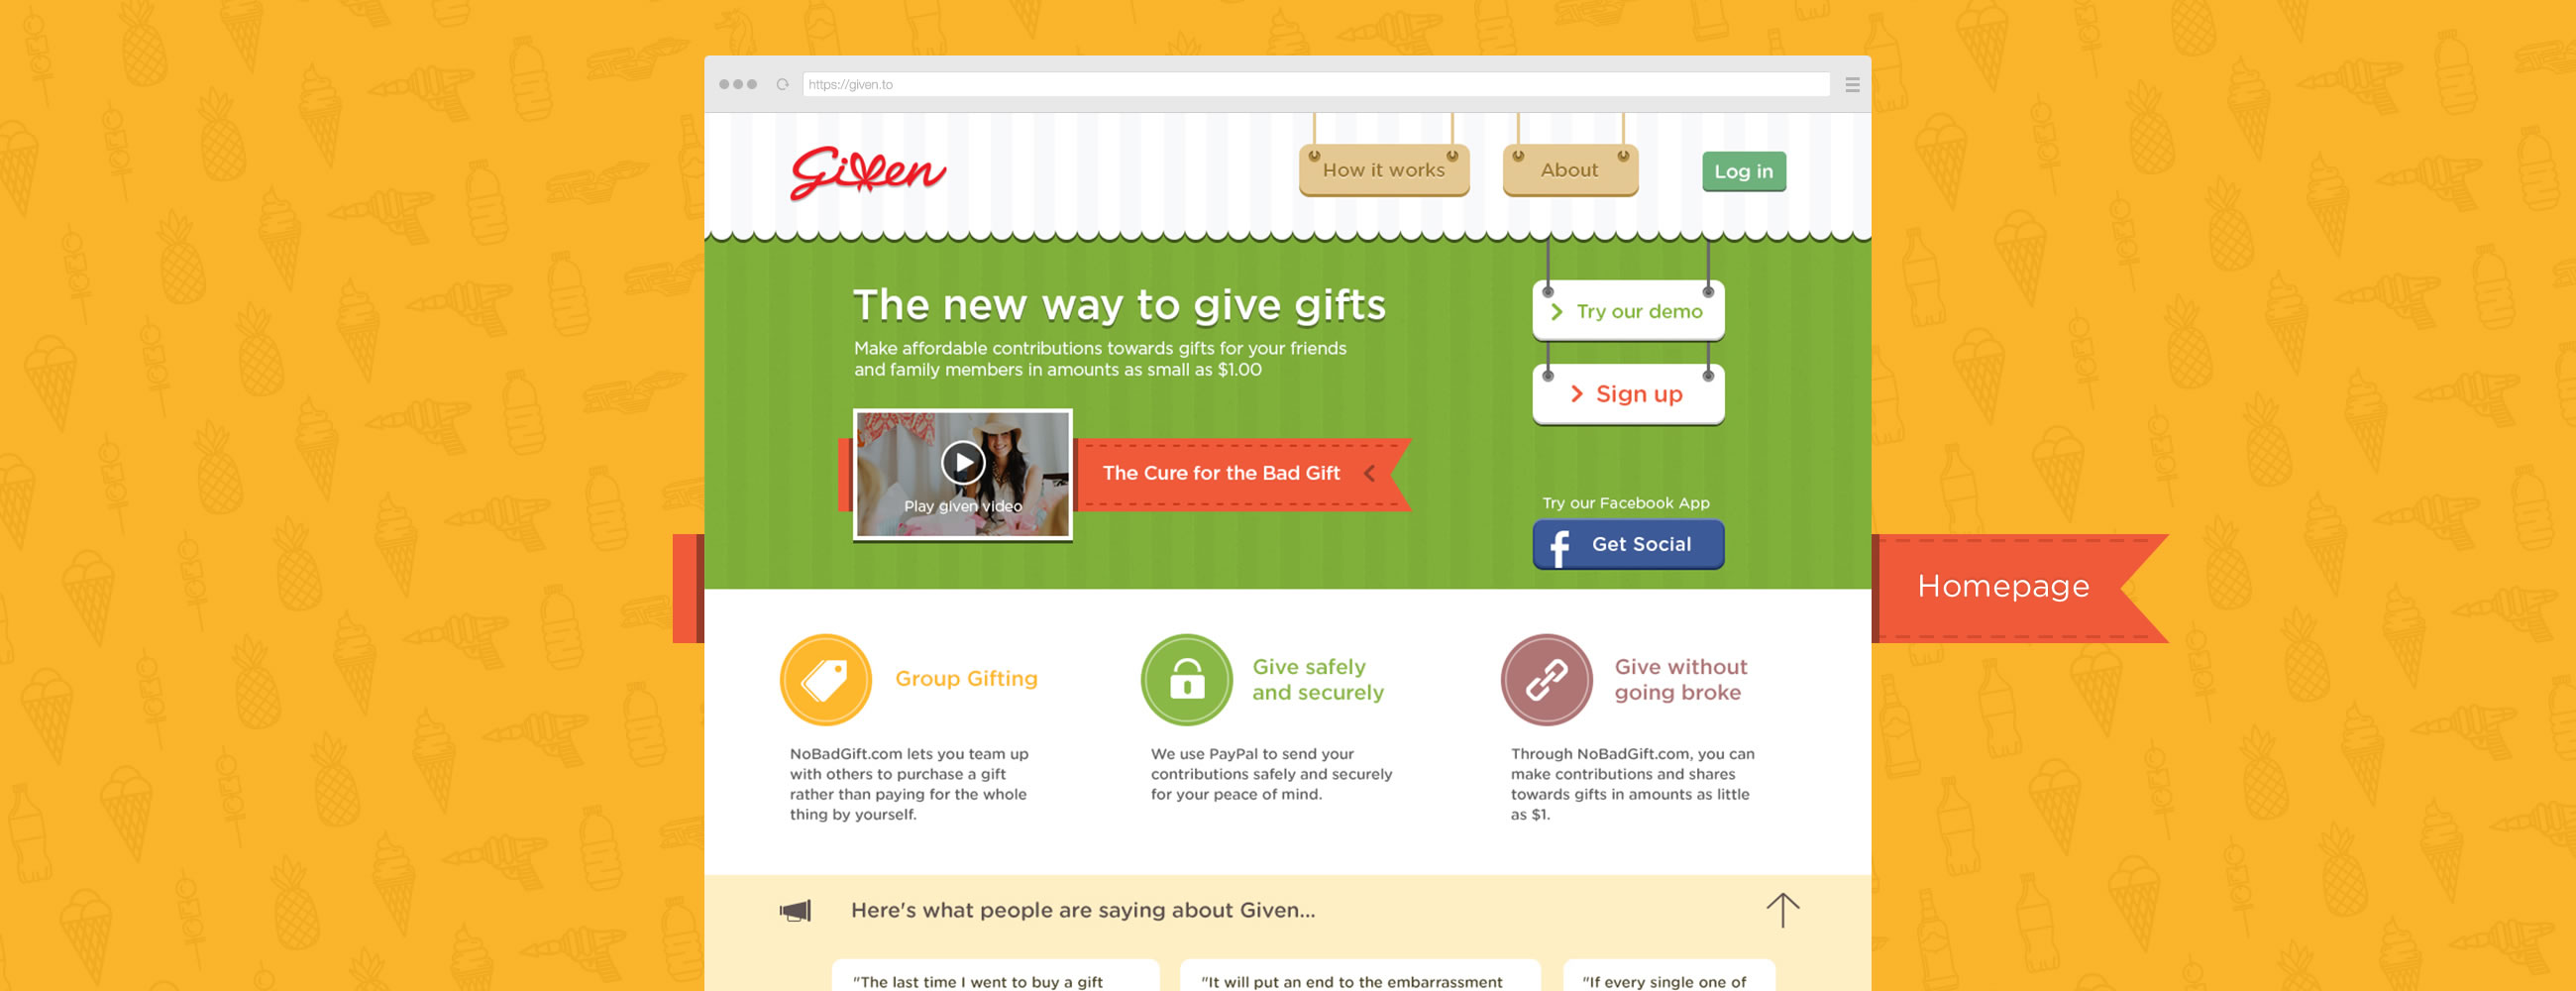 https://given.to
Given
How it works
About
Log in
The new way to give gifts
Make affordable contributions towards gifts for your friends
and family members in amounts as small as $1.00
Try our demo
Sign up
Play given video
The Cure for the Bad Gift
Try our Facebook App
f Get Social
Homepage
Group Gifting
NoBadGift.com lets you team up
with others to purchase a gift
rather than paying for the whole
thing by yourself.
Give safely
and securely
We use PayPal to send your
contributions safely and securely
for your peace of mind.
Give without
going broke
Through NoBadGift.com, you can
make contributions and shares
towards gifts in amounts as little
as $1.
Here's what people are saying about Given...
"The last time I went to buy a gift
"It will put an end to the embarrassment
"If every single one of